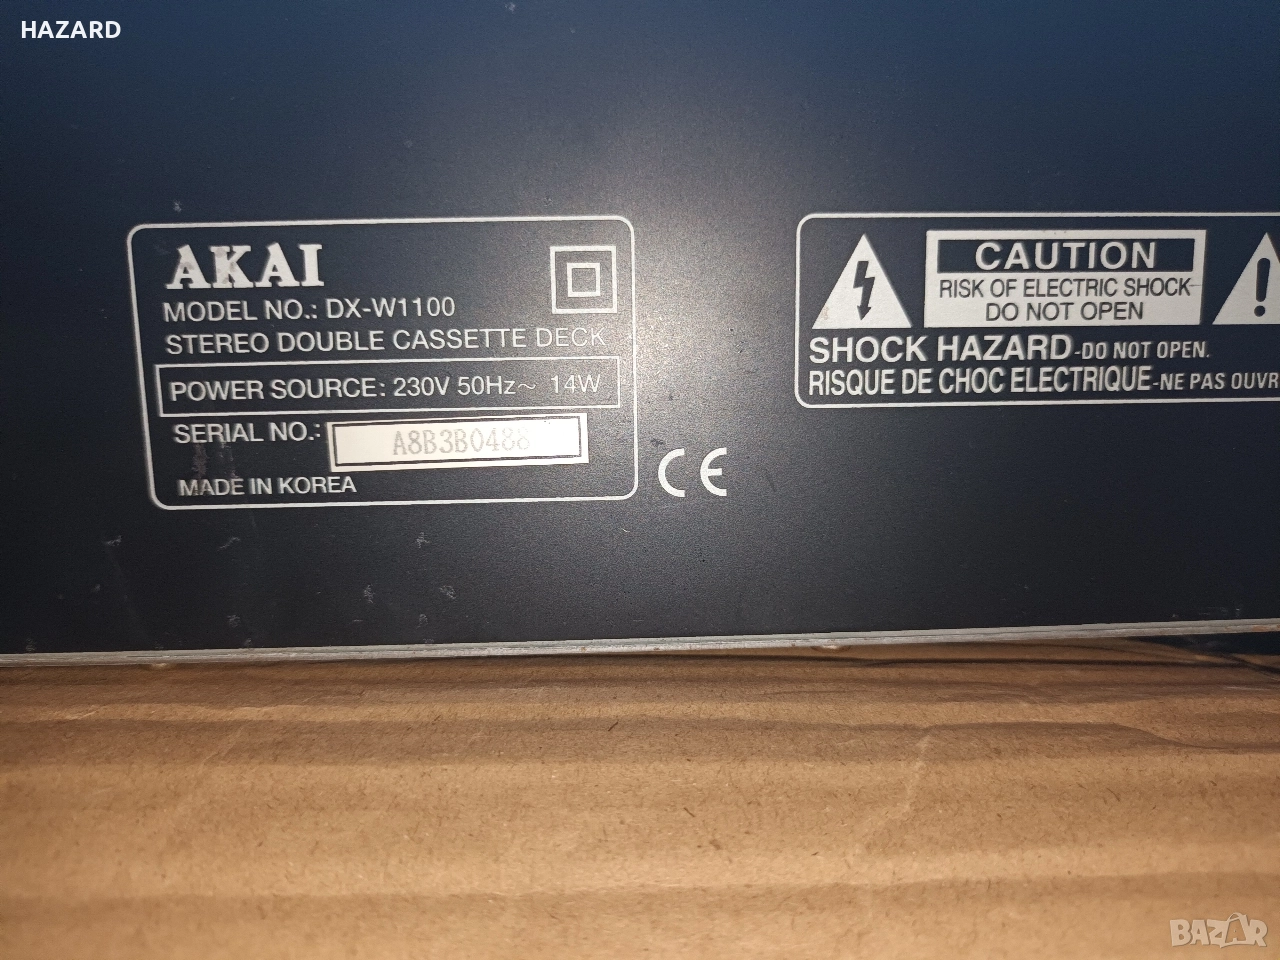 HAZARD
AKAI
MODEL NO.: DX-W1100
STEREO DOUBLE CASSETTE DECK
POWER SOURCE: 230V 50Hz~ 14W
SERIAL NO.: A8B3B0488
MADE IN KOREA
CE
CAUTION
RISK OF ELECTRIC SHOCK
DO NOT OPEN
SHOCK HAZARD-DO NOT OPEN.
RISQUE DE CHOC ELECTRIQUE-NE PAS OUVR
BAZAR